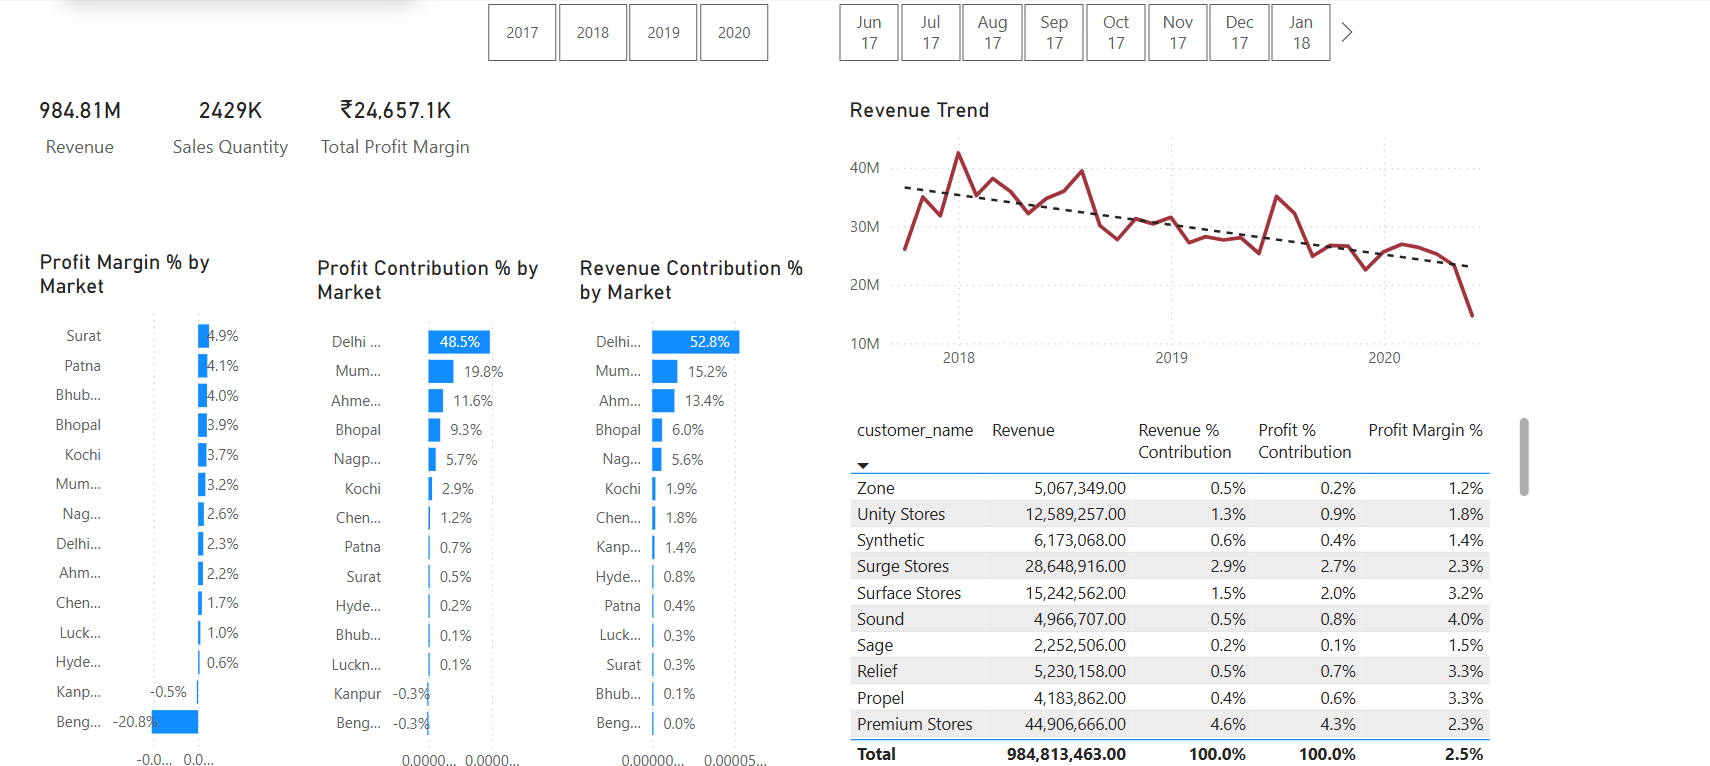 2017 2018 2019 2020
Jun Jul Aug Sep Oct Nov Dec Jan
17 17 17 17 17 17 17 18
984.81M 2429K ₹24,657.1K
Revenue Sales Quantity Total Profit Margin
Profit Margin % by
Market
Surat 4.9%
Patna 4.1%
Bhub... 4.0%
Bhopal 3.9%
Kochi 3.7%
Mum... 3.2%
Nag... 2.6%
Delhi... 2.3%
Ahm... 2.2%
Chen... 1.7%
Luck... 1.0%
Hyde... 0.6%
Kanp... -0.5%
Beng... -20.8%
-0.0... 0.0...
Profit Contribution % by
Market
Delhi ... 48.5%
Mum... 19.8%
Ahme... 11.6%
Bhopal 9.3%
Nagp... 5.7%
Kochi 2.9%
Chen... 1.2%
Patna 0.7%
Surat 0.5%
Hyde... 0.2%
Bhub... 0.1%
Luckn... 0.1%
Kanpur -0.3%
Beng... -0.3%
0.0000... 0.0000...
Revenue Contribution %
by Market
Delhi... 52.8%
Mum... 15.2%
Ahm... 13.4%
Bhopal 6.0%
Nag... 5.6%
Kochi 1.9%
Chen... 1.8%
Kanp... 1.4%
Hyde... 0.8%
Patna 0.4%
Luck... 0.3%
Surat 0.3%
Bhub... 0.1%
Beng... 0.0%
0.00000... 0.00005...
Revenue Trend
40M
30M
20M
10M
2018 2019 2020
customer_name Revenue Revenue % Profit % Profit Margin %
Contribution Contribution
Zone 5,067,349.00 0.5% 0.2% 1.2%
Unity Stores 12,589,257.00 1.3% 0.9% 1.8%
Synthetic 6,173,068.00 0.6% 0.4% 1.4%
Surge Stores 28,648,916.00 2.9% 2.7% 2.3%
Surface Stores 15,242,562.00 1.5% 2.0% 3.2%
Sound 4,966,707.00 0.5% 0.8% 4.0%
Sage 2,252,506.00 0.2% 0.1% 1.5%
Relief 5,230,158.00 0.5% 0.7% 3.3%
Propel 4,183,862.00 0.4% 0.6% 3.3%
Premium Stores 44,906,666.00 4.6% 4.3% 2.3%
Total 984,813,463.00 100.0% 100.0% 2.5%